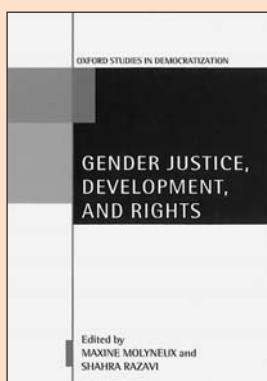 OXFORD STUDIES IN DEMOCRATIZATION
GENDER JUSTICE,
DEVELOPMENT,
AND RIGHTS
Edited by
MAXINE MOLYNEUX and
SHAHRA RAZAVI